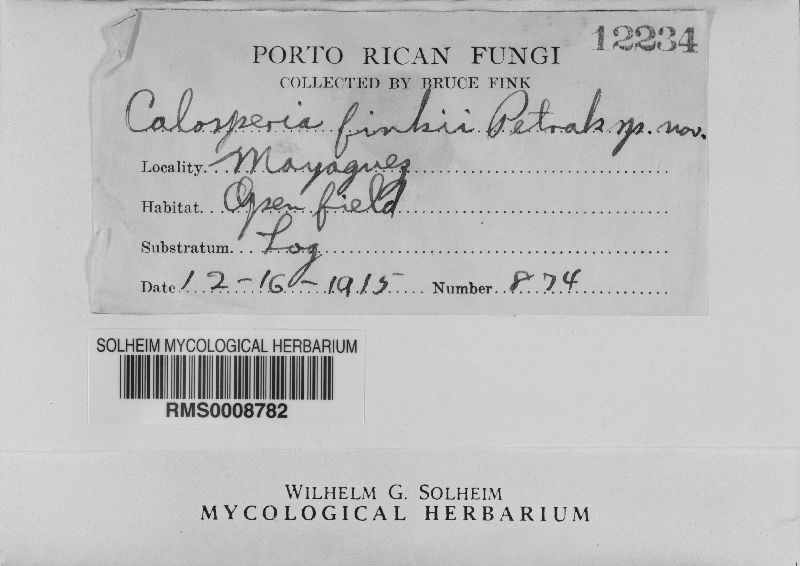 12234
PORTO RICAN FUNGI
COLLECTED BY BRUCE FINK
Calosperia finkii Petrak sp. nov.
Locality Mayaguez
Habitat Open field
Substratum Log
Date 12-16-1915 Number 874
SOLHEIM MYCOLOGICAL HERBARIUM
RMS0008782
WILHELM G. SOLHEIM
MYCOLOGICAL HERBARIUM